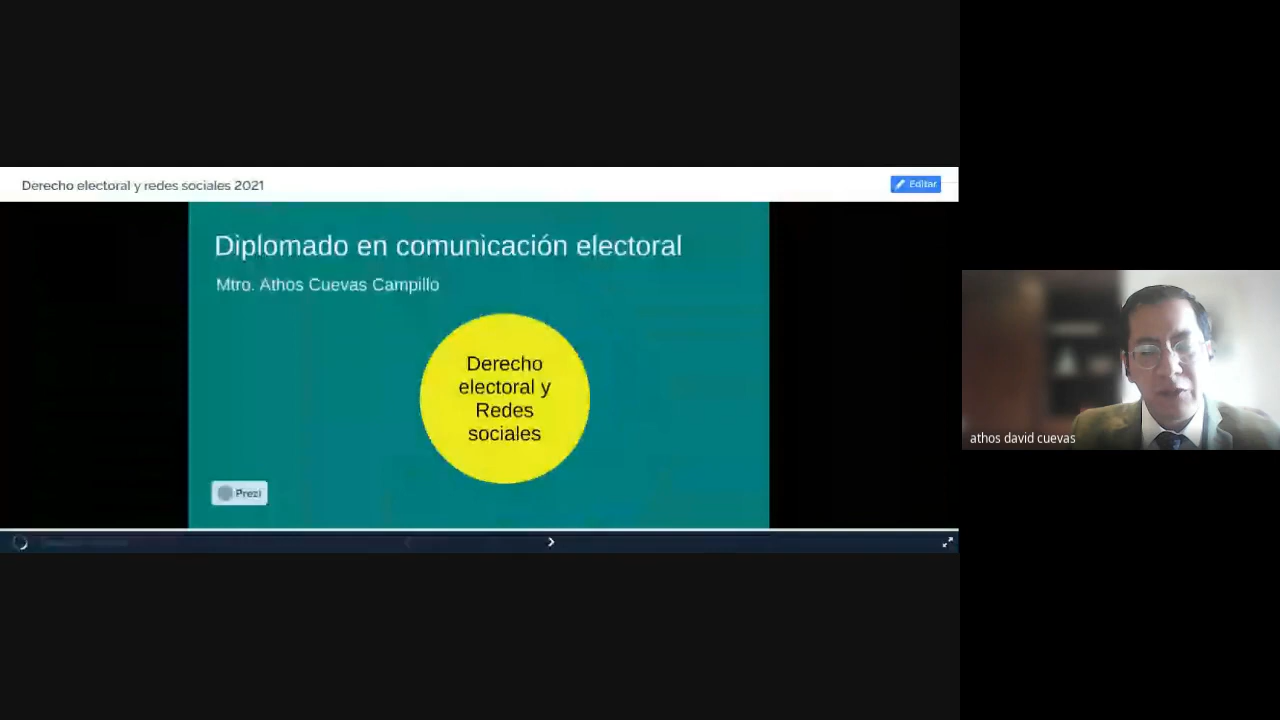 Derecho electoral y redes sociales 2021
Editar
Diplomado en comunicación electoral
Mtro. Athos Cuevas Campillo
Derecho
electoral y
Redes
sociales
Prezi
athos david cuevas